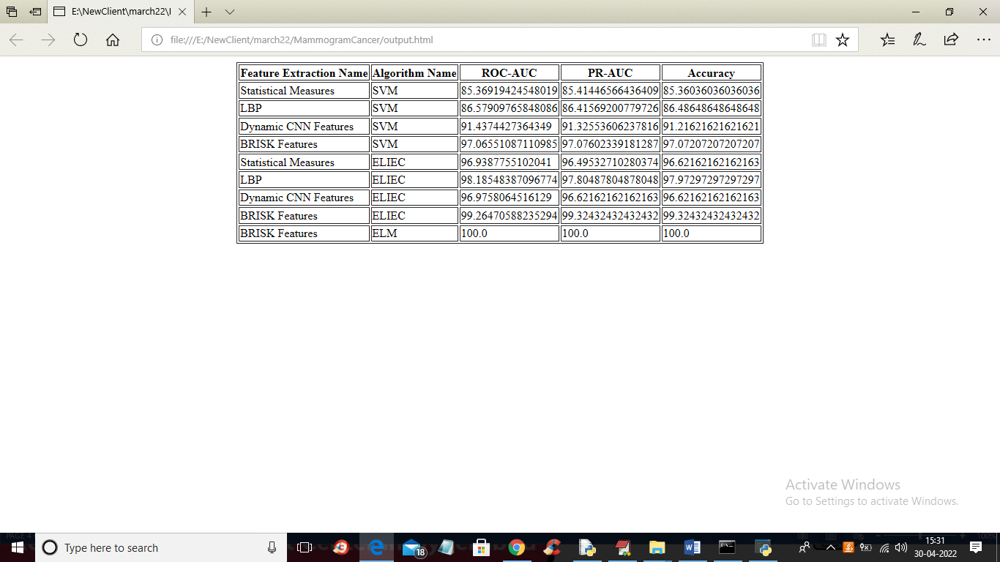 E:\NewClient\march22\I
file:///E:/NewClient/march22/MammogramCancer/output.html
Feature Extraction Name Algorithm Name ROC-AUC PR-AUC Accuracy
Statistical Measures SVM 85.36919424548019 85.41446566436409 85.36036036036036
LBP SVM 86.57909765848086 86.41569200779726 86.48648648648648
Dynamic CNN Features SVM 91.4374427364349 91.32553606237816 91.21621621621621
BRISK Features SVM 97.06551087110985 97.07602339181287 97.07207207207207
Statistical Measures ELIEC 96.9387755102041 96.49532710280374 96.62162162162163
LBP ELIEC 98.18548387096774 97.80487804878048 97.97297297297297
Dynamic CNN Features ELIEC 96.9758064516129 96.62162162162163 96.62162162162163
BRISK Features ELIEC 99.26470588235294 99.32432432432432 99.32432432432432
BRISK Features ELM 100.0 100.0 100.0
Activate Windows
Go to Settings to activate Windows.
PAGE 4
100%
Type here to search
18
15:31
30-04-2022